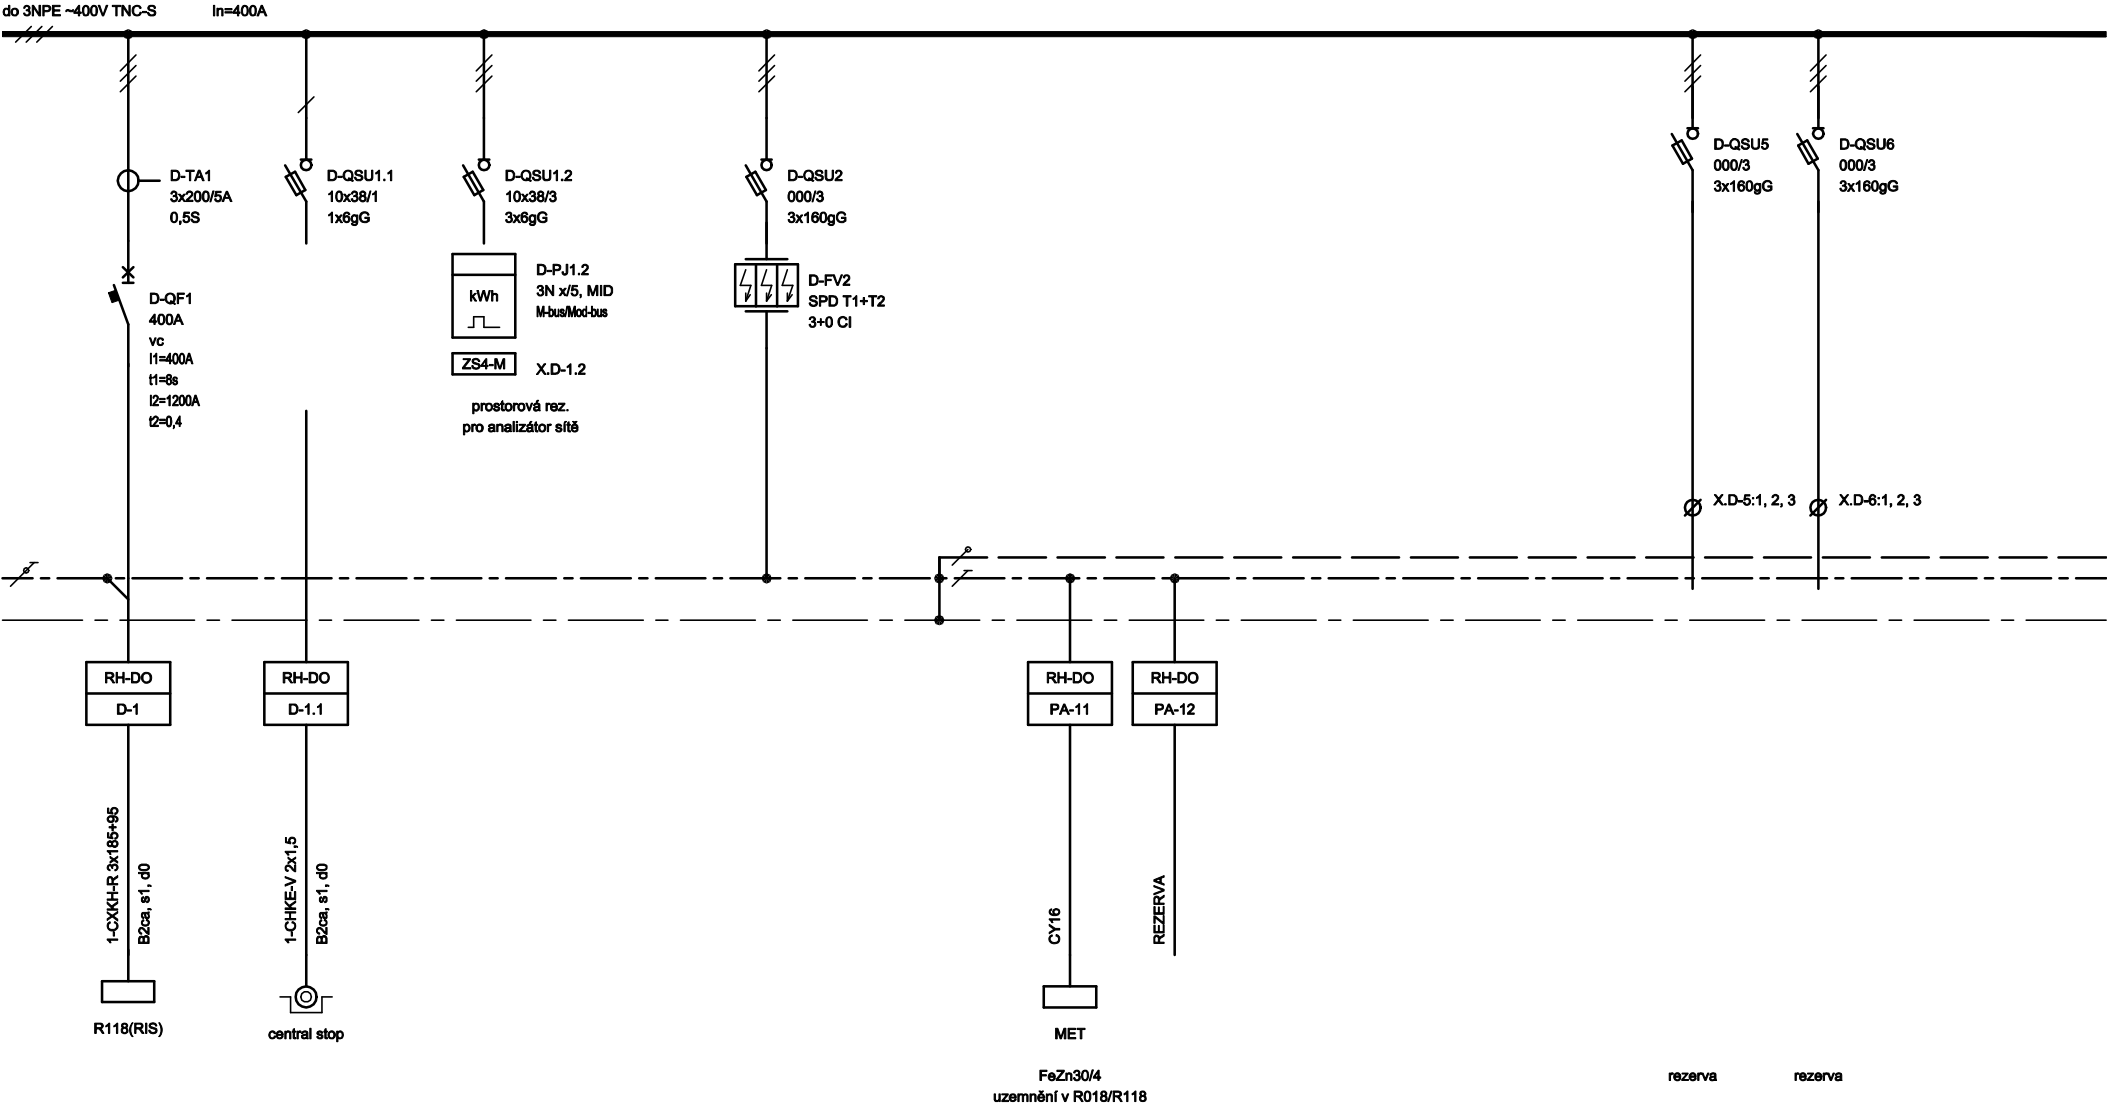 do 3NPE ~400V TNC-S In=400A
D-TA1
3x200/5A
0,5S
D-QF1
400A
vc
I1=400A
t1=8s
I2=1200A
t2=0,4
D-QSU1.1
10x38/1
1x6gG
D-QSU1.2
10x38/3
3x6gG
kWh
D-PJ1.2
3N x/5, MID
M-bus/Mod-bus
ZS4-M
X.D-1.2
prostorová rez.
pro analizátor sítě
D-QSU2
000/3
3x160gG
D-FV2
SPD T1+T2
3+0 CI
D-QSU5
000/3
3x160gG
D-QSU6
000/3
3x160gG
X.D-5:1, 2, 3
X.D-6:1, 2, 3
RH-DO
D-1
RH-DO
D-1.1
RH-DO
PA-11
RH-DO
PA-12
1-CXKH-R 3x185+95
B2ca, s1, d0
1-CHKE-V 2x1,5
B2ca, s1, d0
CY16
REZERVA
R118(RIS)
central stop
MET
FeZn30/4
uzemnění v R018/R118
rezerva
rezerva